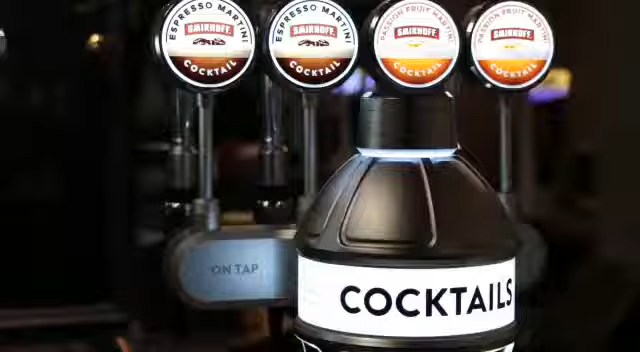 ESPRESSO MARTINI
SMIRNOFF
COCKTAIL
ESPRESSO MARTINI
SMIRNOFF
COCKTAIL
PASSION FRUIT MARTINI
SMIRNOFF
COCKTAIL
PASSION FRUIT MARTINI
SMIRNOFF
COCKTAIL
ON TAP
COCKTAILS